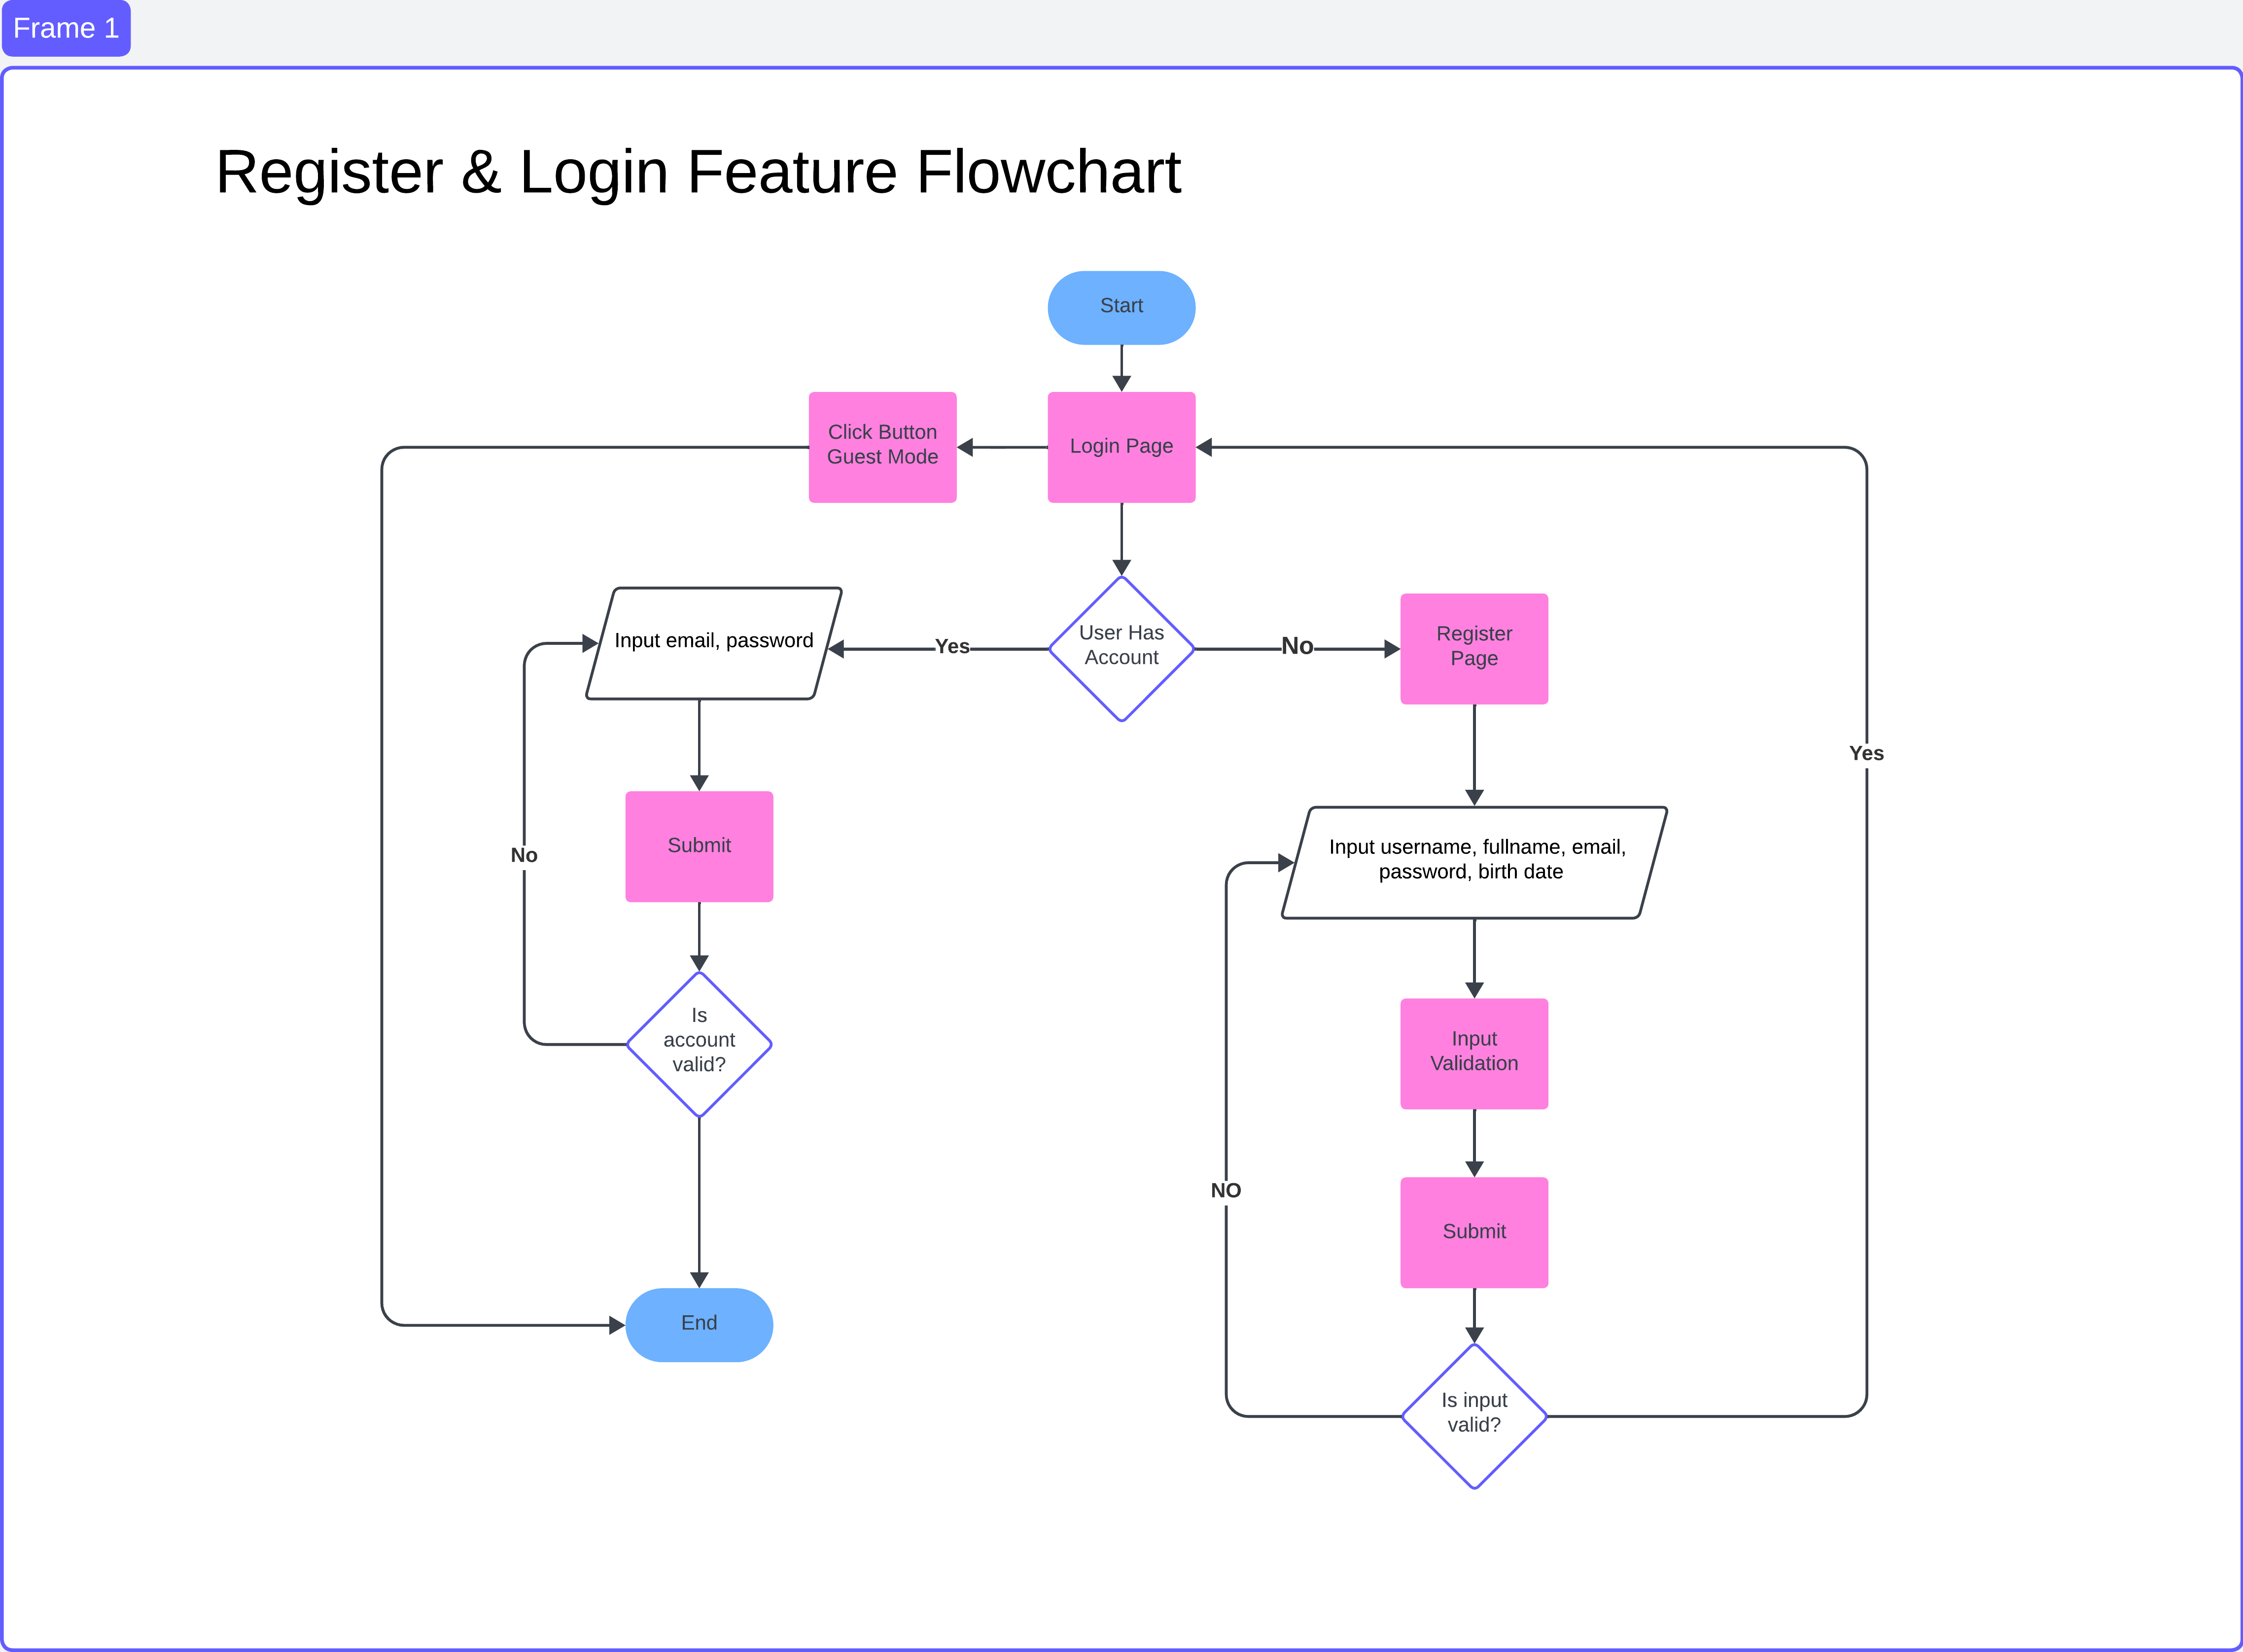 Frame 1
Register & Login Feature Flowchart
Start
Click Button
Guest Mode
Login Page
Input email, password
Yes
User Has
Account
No
Register
Page
Yes
Submit
No
Input username, fullname, email,
password, birth date
Is
account
valid?
Input
Validation
NO
Submit
End
Is input
valid?